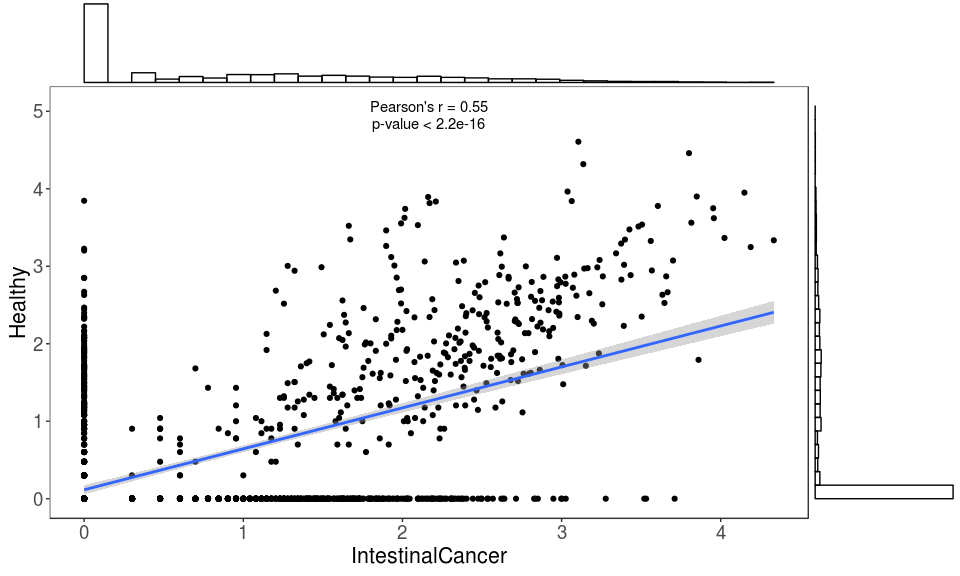 Pearson's r = 0.55
p-value < 2.2e-16
5
4
3
2
1
0
Healthy
0 1 2 3 4
IntestinalCancer